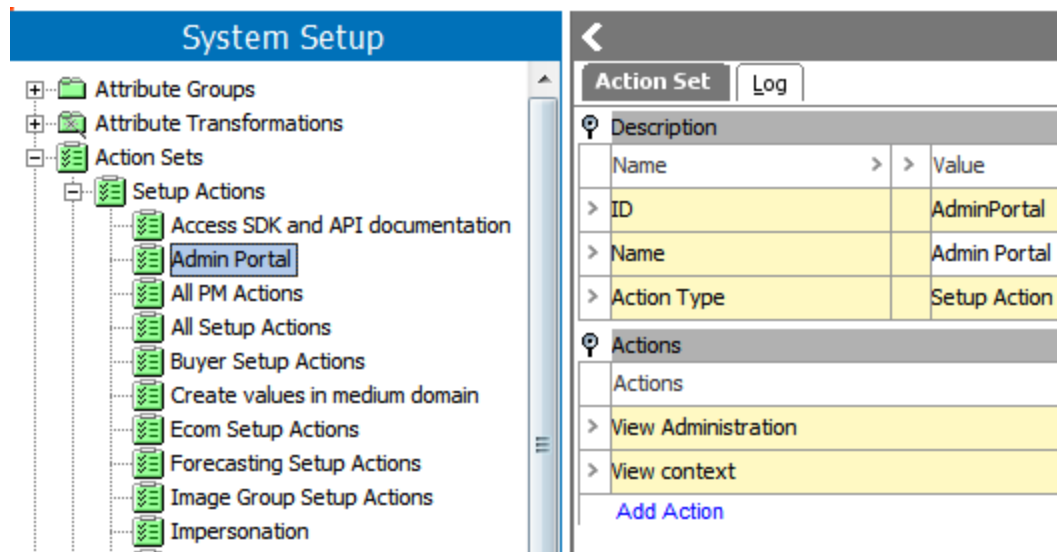 System Setup
Attribute Groups
Attribute Transformations
Action Sets
Setup Actions
Access SDK and API documentation
Admin Portal
All PM Actions
All Setup Actions
Buyer Setup Actions
Create values in medium domain
Ecom Setup Actions
Forecasting Setup Actions
Image Group Setup Actions
Impersonation
Action Set Log
Description
Name > > Value
> ID AdminPortal
> Name Admin Portal
> Action Type Setup Action
Actions
Actions
> View Administration
> View context
Add Action